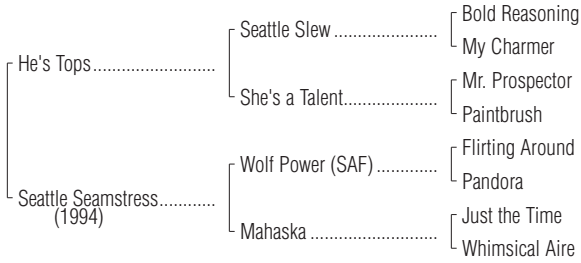 Bold Reasoning
Seattle Slew ....................
My Charmer
He's Tops........................
Mr. Prospector
She's a Talent..................
Paintbrush
Flirting Around
Wolf Power (SAF) ............
Pandora
Seattle Seamstress...........
(1994)
Just the Time
Mahaska ........................
Whimsical Aire